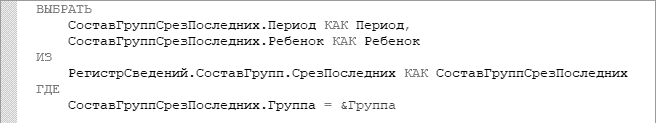 ВЫБРАТЬ
СоставГруппСрезПоследних.Период КАК Период,
СоставГруппСрезПоследних.Ребенок КАК Ребенок
ИЗ
РегистрСведений.СоставГрупп.СрезПоследних КАК СоставГруппСрезПоследних
ГДЕ
СоставГруппСрезПоследних.Группа = &Группа